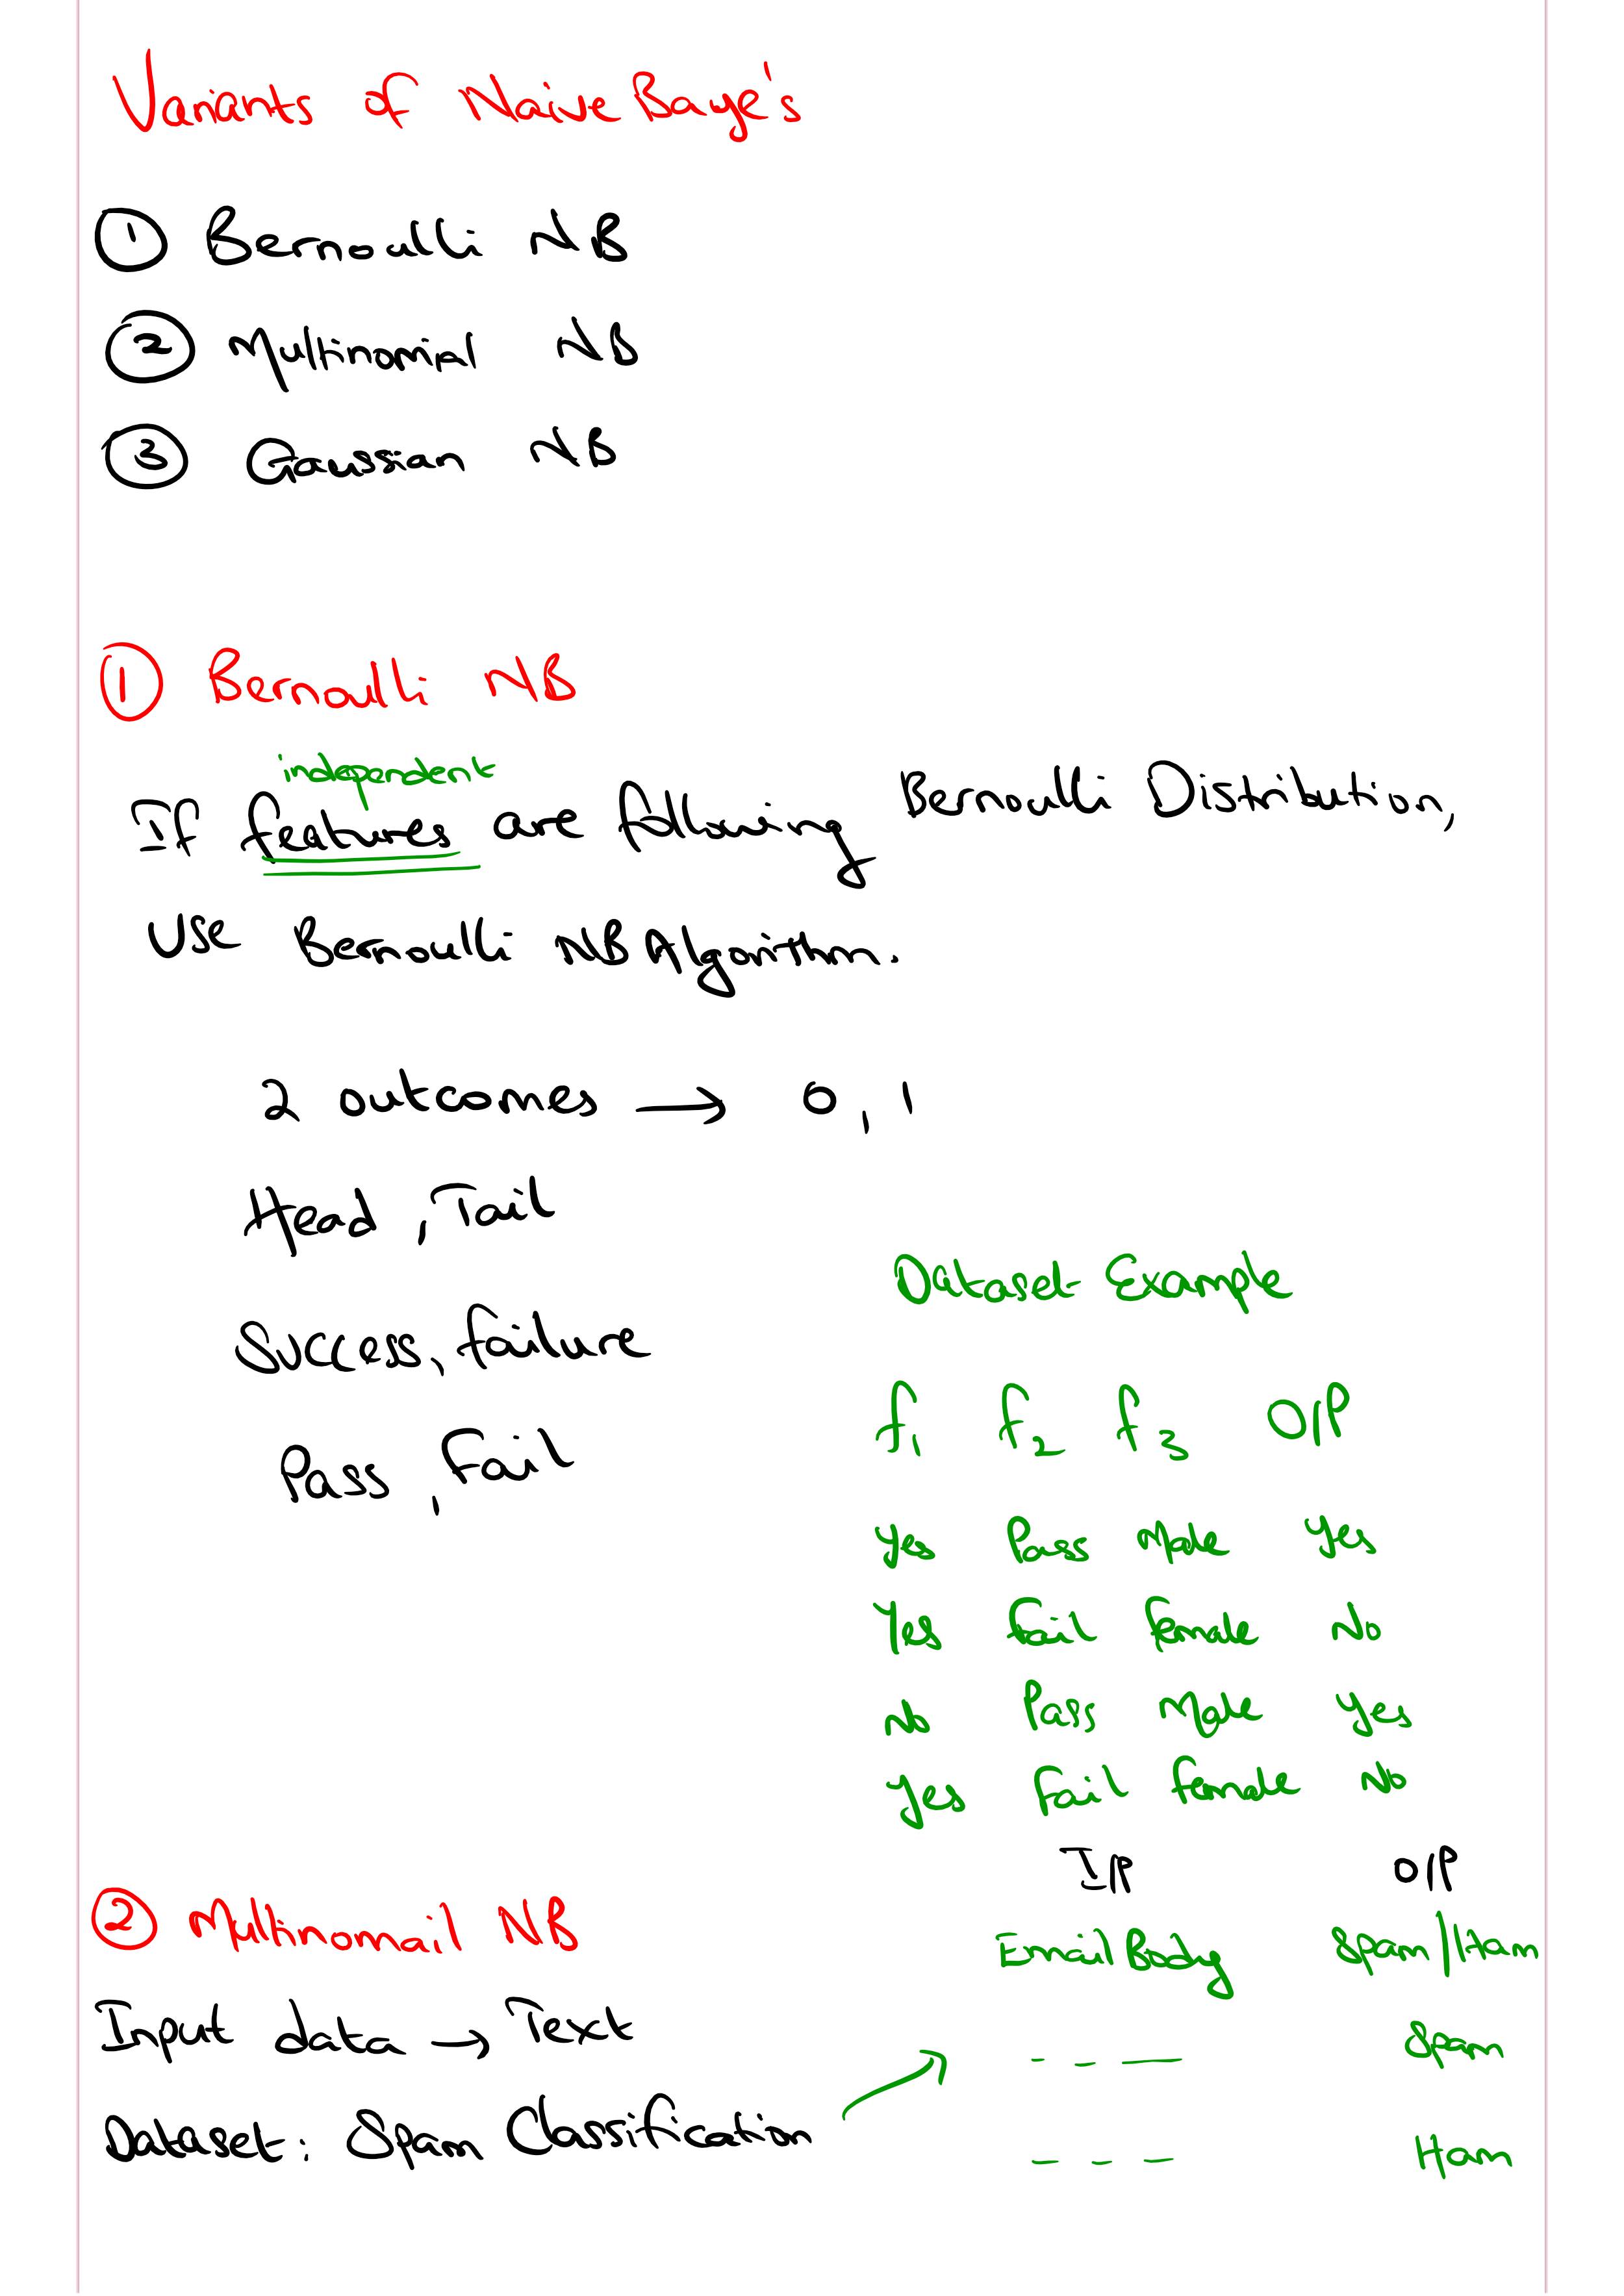 Variants of Naive Baye's
① Bernoulli NB
② Multinomial NB
③ Gaussian NB
① Bernoulli NB
independent
If features are following Bernoulli Distribution,
Use Bernoulli NB Algorithm.
2 outcomes → 0, 1
Head, Tail
Success, failure
Pass, Fail
Dataset Example
f₁ f₂ f₃ O/P
Yes Pass Male Yes
Yes Fail female No
No Pass Male Yes
Yes Fail female No
② Multinomail NB
Input data → Text
Dataset: Spam Classification
I/P O/P
Email Body Spam/Ham
- - — Spam
- - - Ham